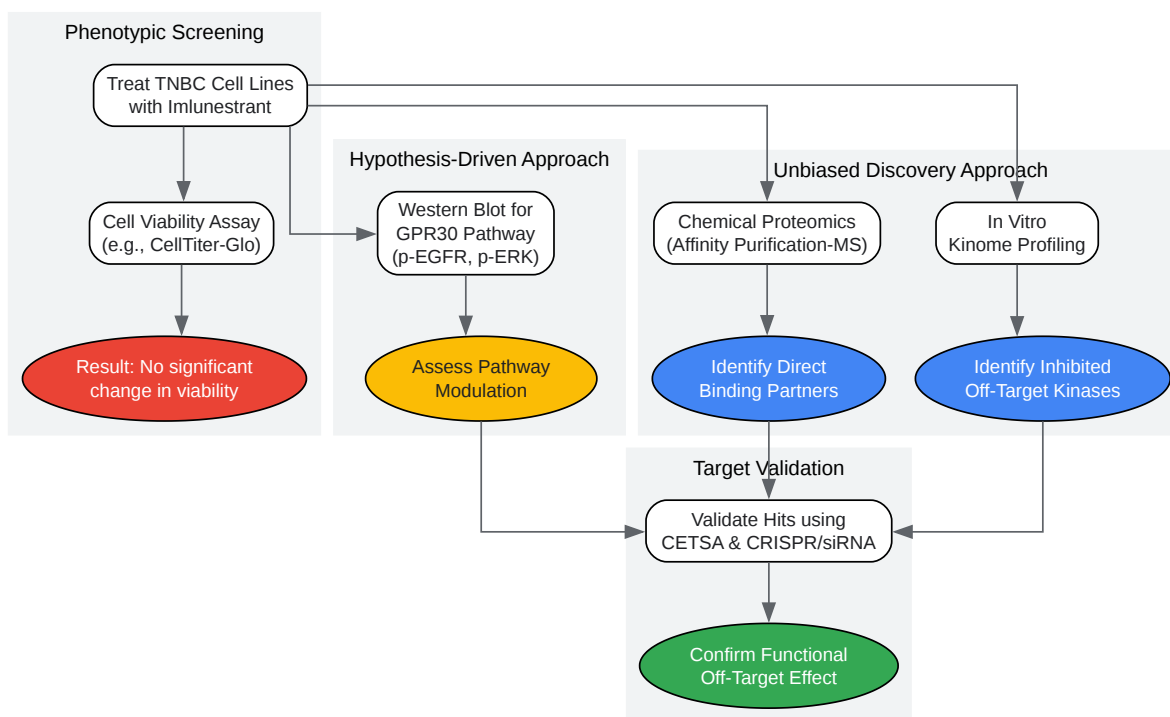 Phenotypic Screening
Treat TNBC Cell Lines
with Imlunestrant
Hypothesis-Driven Approach
Unbiased Discovery Approach
Cell Viability Assay
(e.g., CellTiter-Glo)
Western Blot for
GPR30 Pathway
(p-EGFR, p-ERK)
Chemical Proteomics
(Affinity Purification-MS)
In Vitro
Kinome Profiling
Result: No significant
change in viability
Assess Pathway
Modulation
Identify Direct
Binding Partners
Identify Inhibited
Off-Target Kinases
Target Validation
Validate Hits using
CETSA & CRISPR/siRNA
Confirm Functional
Off-Target Effect